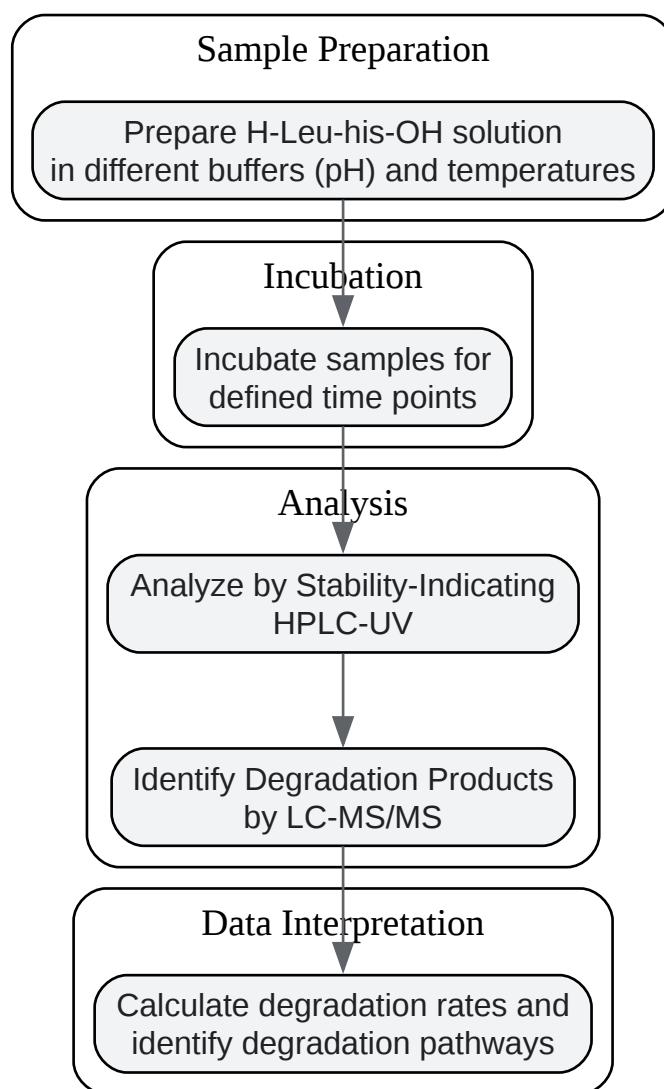 Sample Preparation
Prepare H-Leu-his-OH solution
in different buffers (pH) and temperatures
Incubation
Incubate samples for
defined time points
Analysis
Analyze by Stability-Indicating
HPLC-UV
Identify Degradation Products
by LC-MS/MS
Data Interpretation
Calculate degradation rates and
identify degradation pathways